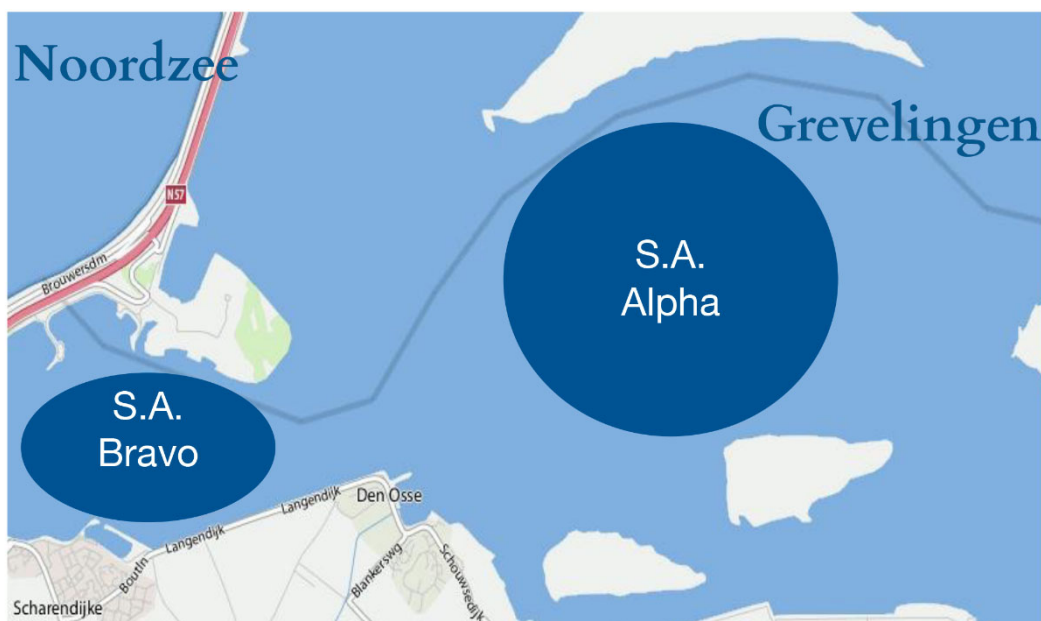 Noordzee
Grevelingen
N57
Brouwersdm
S.A.
Alpha
S.A.
Bravo
Den Osse
Langendijk
Langendijk
Boutln
Blankerswg
Schouwsedijk
Scharendijke